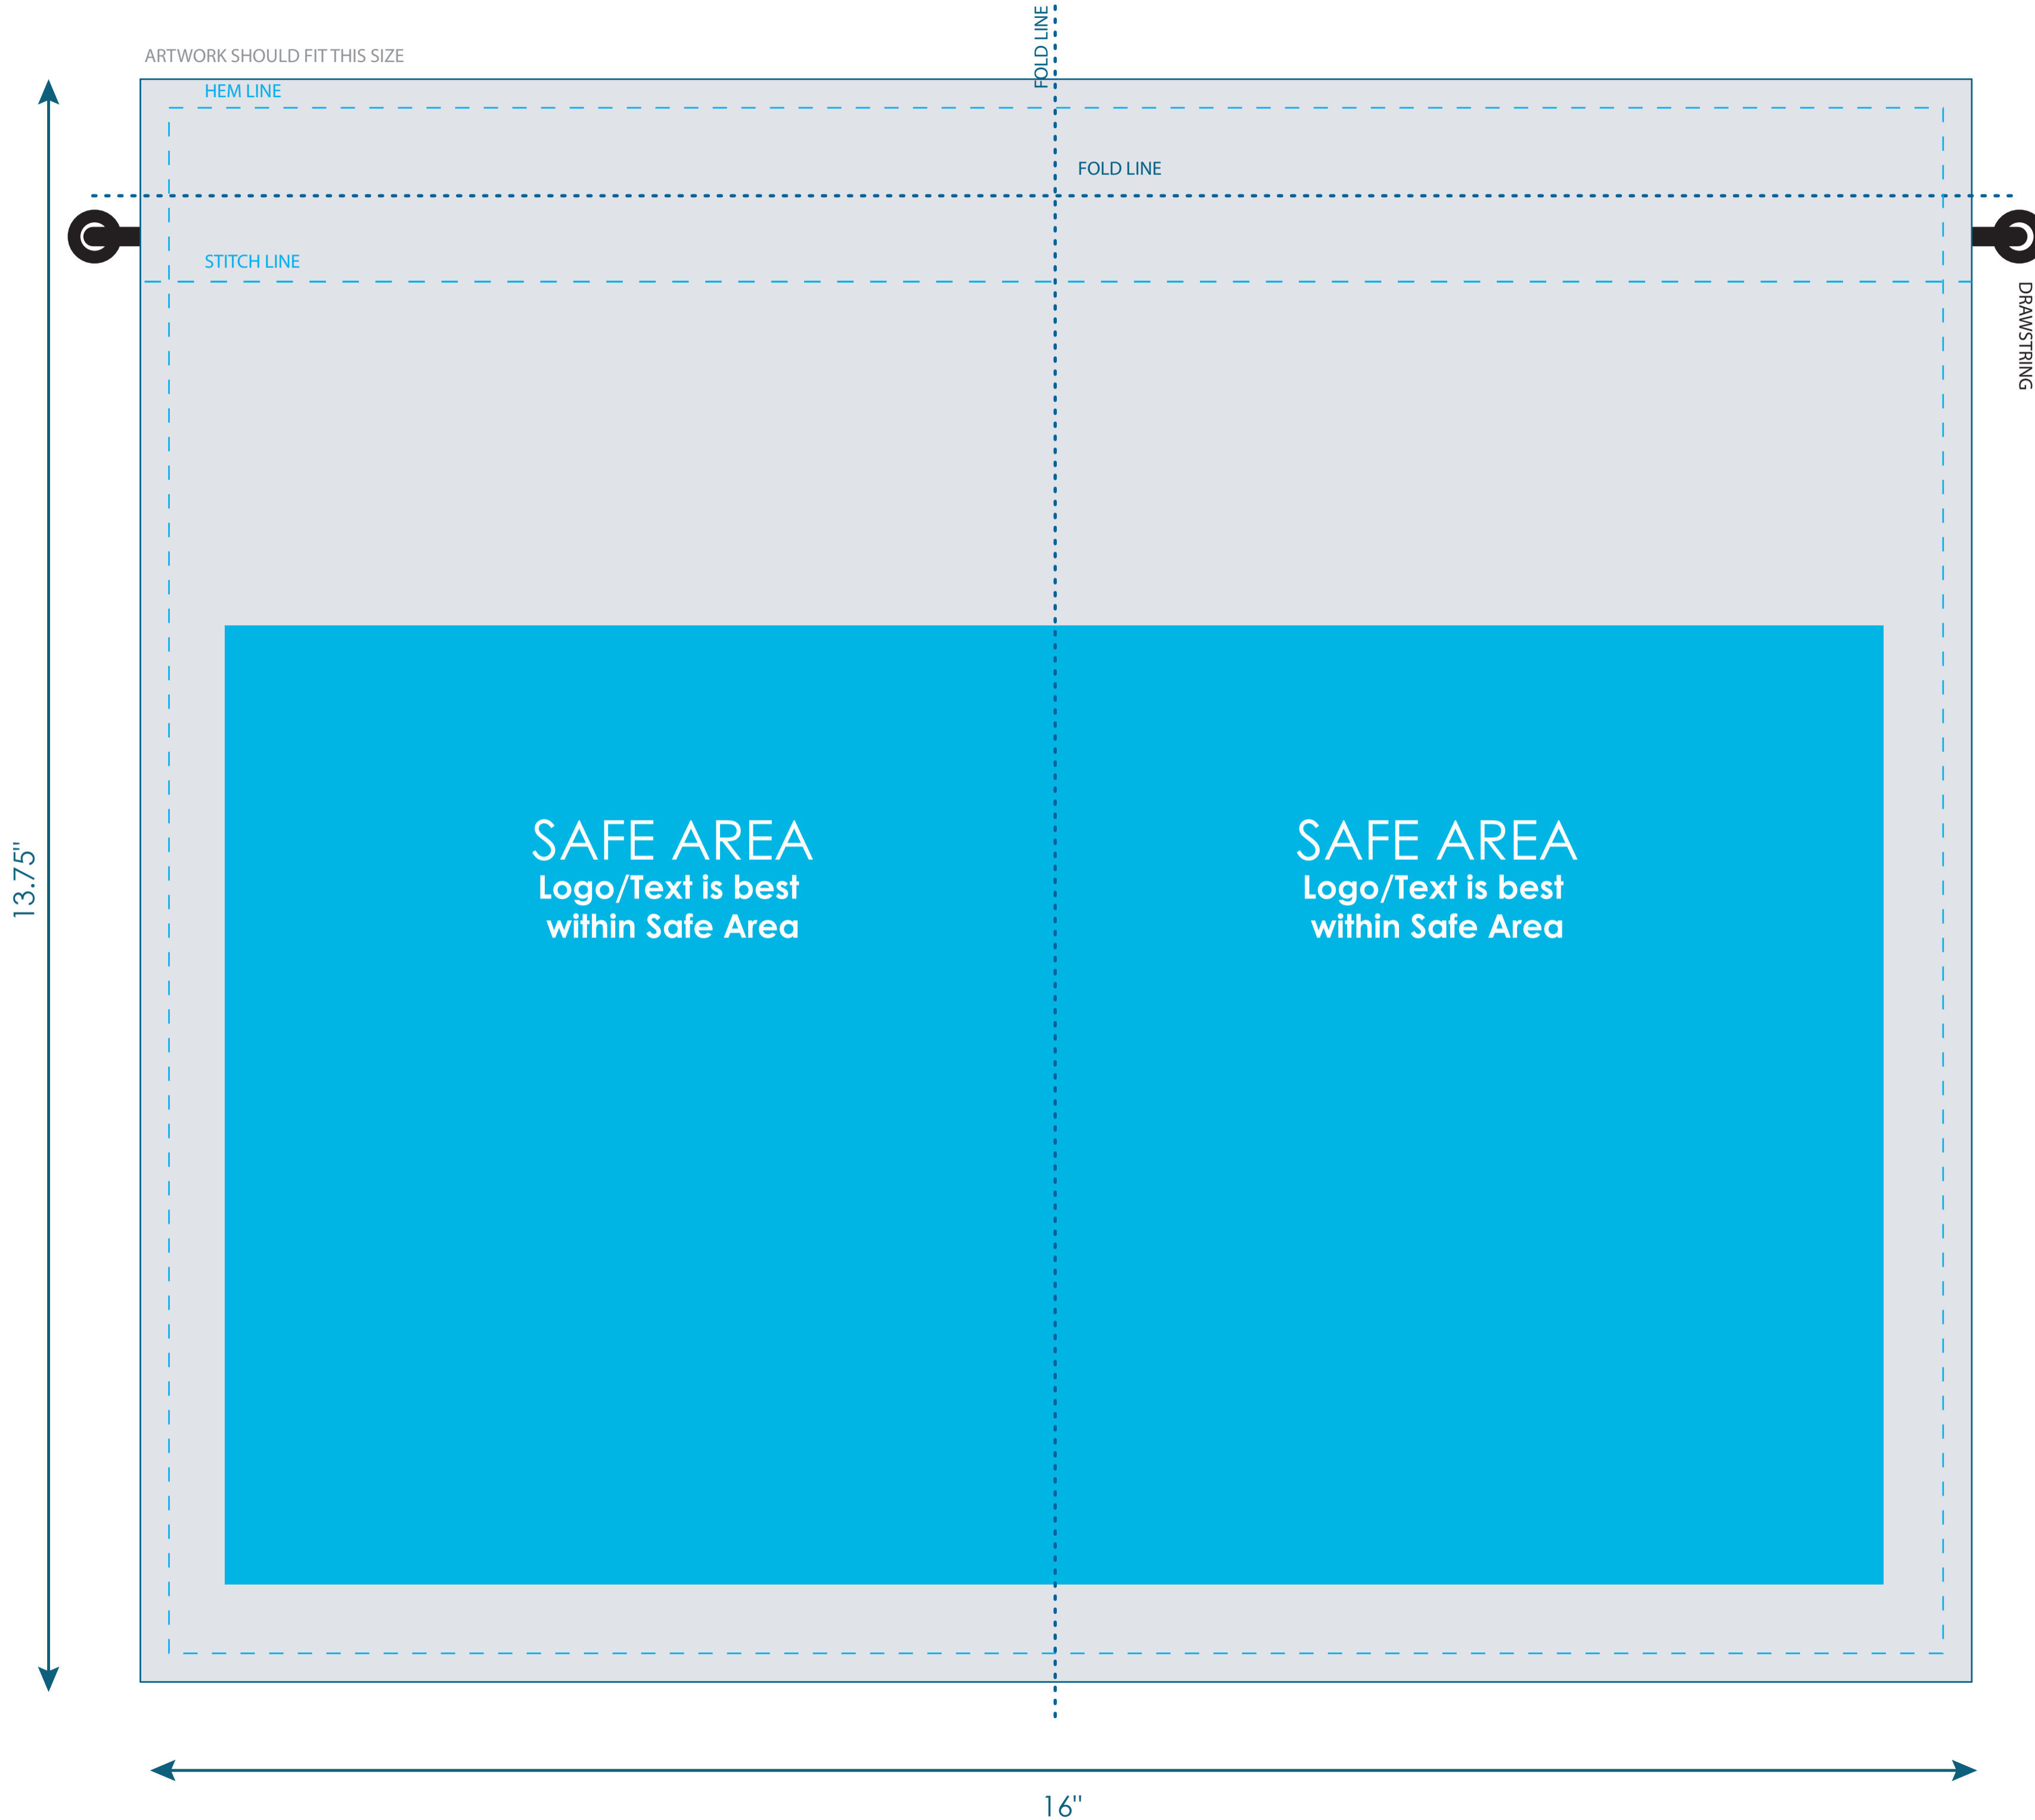 FOLD LINE
ARTWORK SHOULD FIT THIS SIZE
HEM LINE
FOLD LINE
STITCH LINE
DRAWSTRING
SAFE AREA
Logo/Text is best
within Safe Area
SAFE AREA
Logo/Text is best
within Safe Area
13.75"
16"